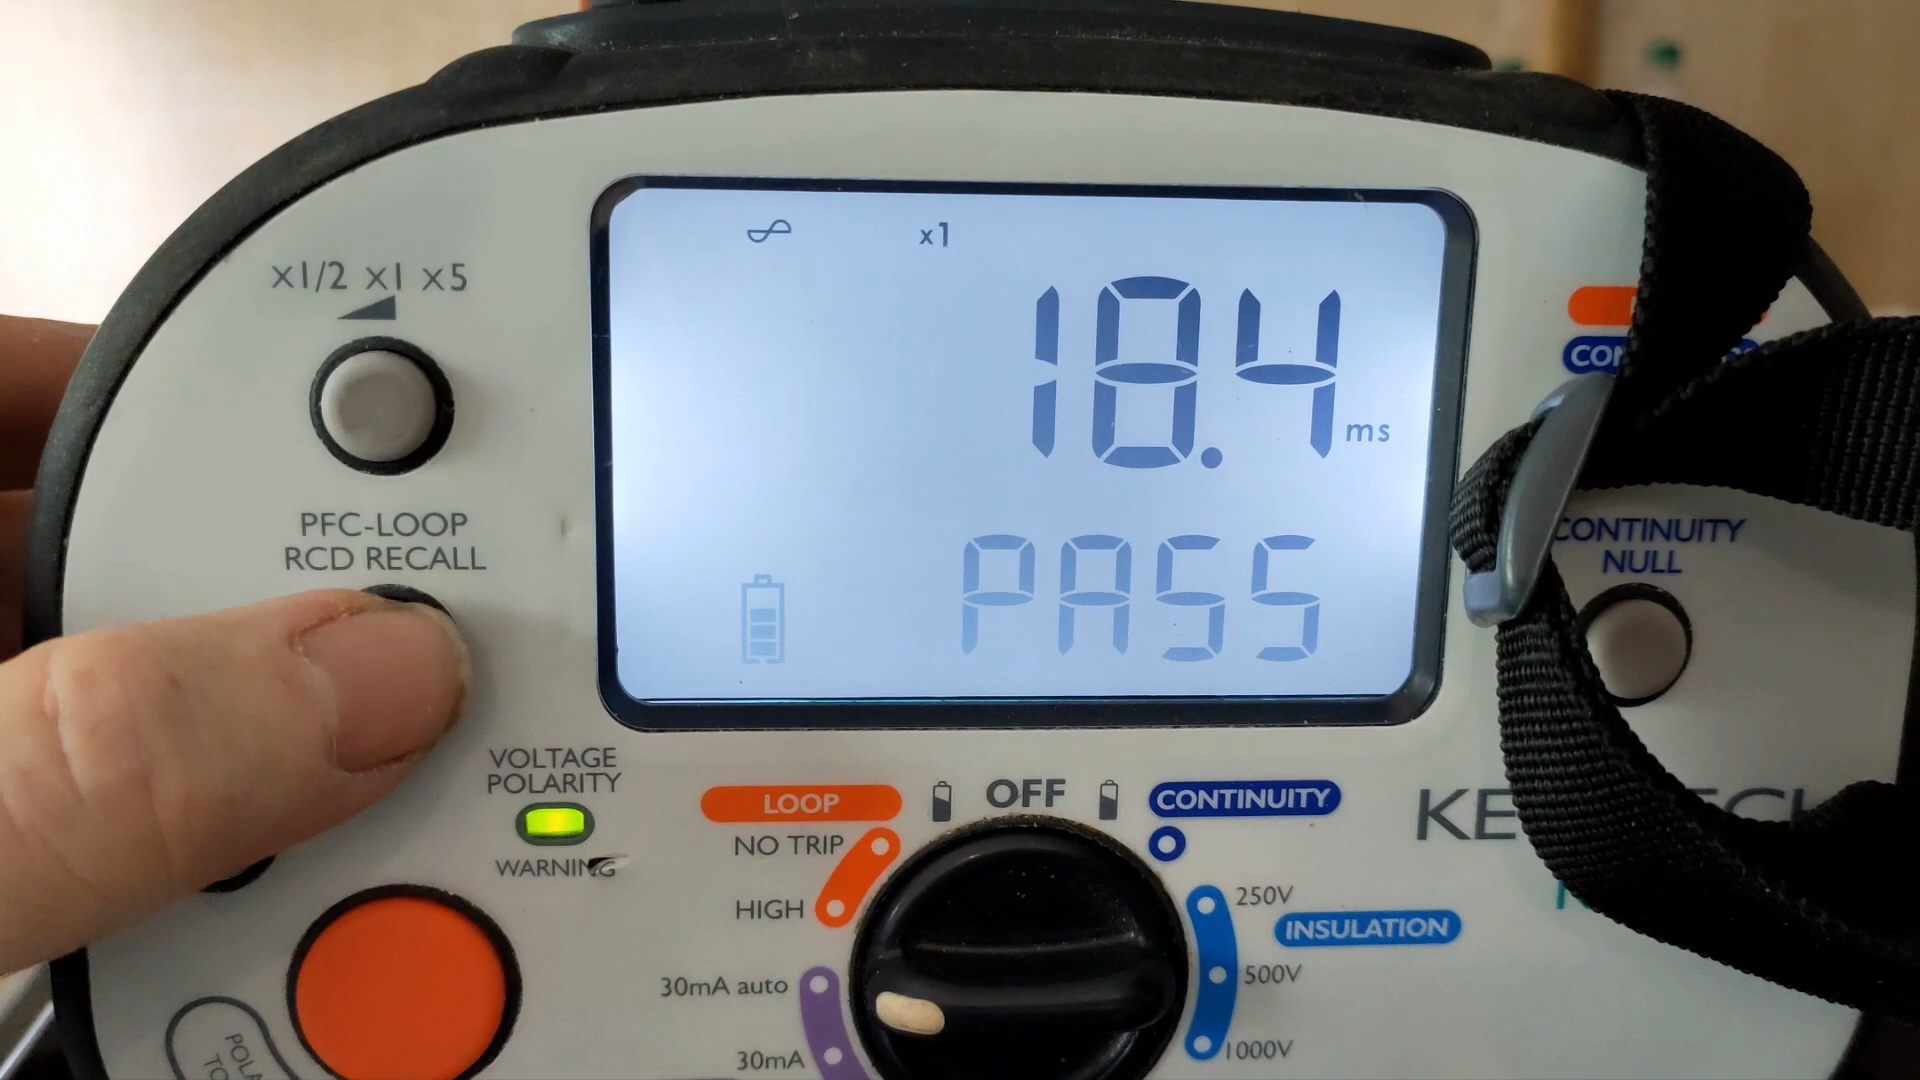 x1
x1/2 x1 x5
18.4 ms
PFC-LOOP
RCD RECALL
PASS
CONTINUITY
NULL
VOLTAGE
POLARITY
WARNING
LOOP
OFF
CONTINUITY
NO TRIP
HIGH
250V
INSULATION
500V
1000V
30mA auto
30mA